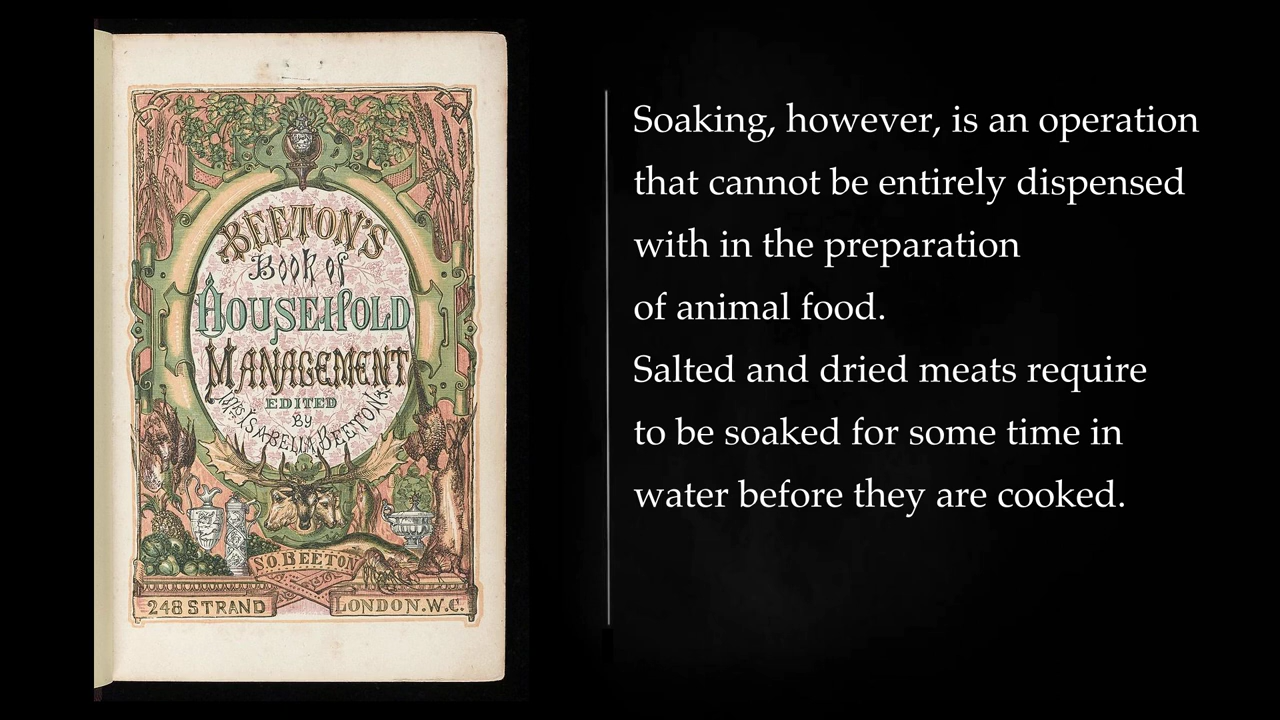 BEETON'S
Book of
HOUSEHOLD
MANAGEMENT
EDITED
By
MRS ISABELLA BEETON
S.O. BEETON
248 STRAND
LONDON.W.C.
Soaking, however, is an operation
that cannot be entirely dispensed
with in the preparation
of animal food.
Salted and dried meats require
to be soaked for some time in
water before they are cooked.